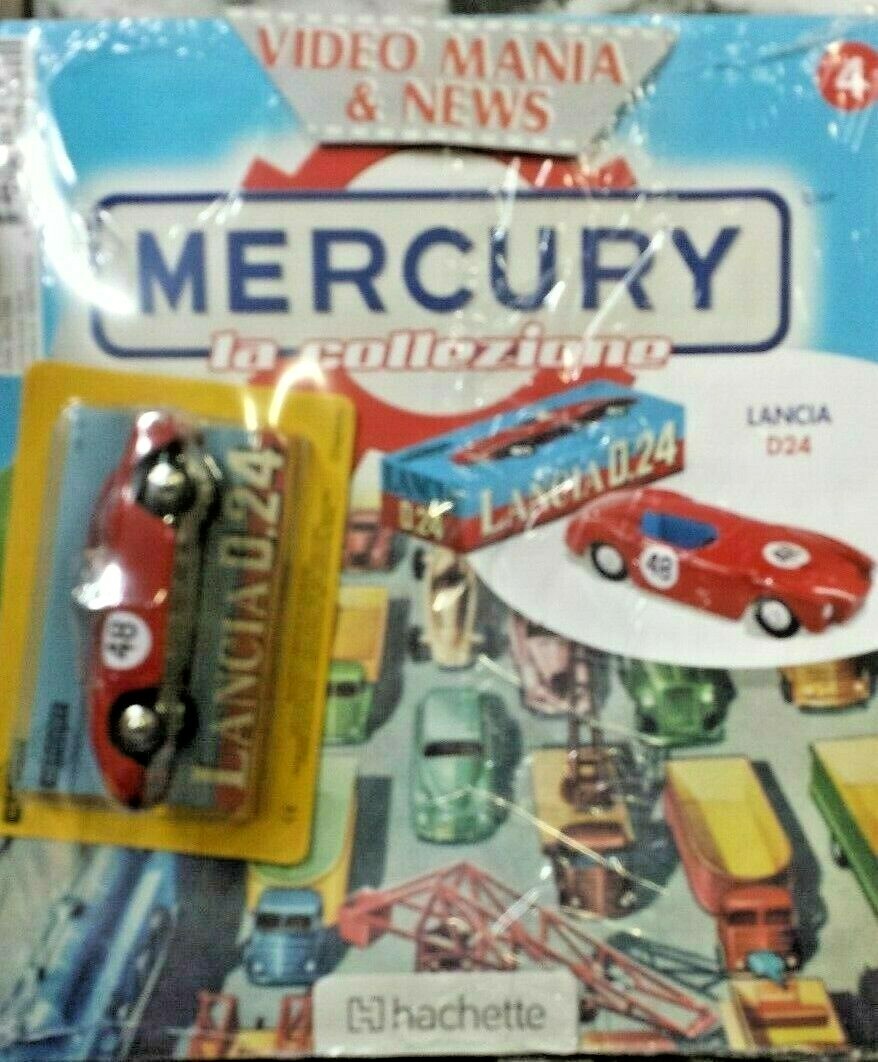 VIDEO MANIA
& NEWS
4
MERCURY
la collezione
LANCIA
D24
LANCIA D.24
D.24
48
48
48
LANCIA D.24
hachette